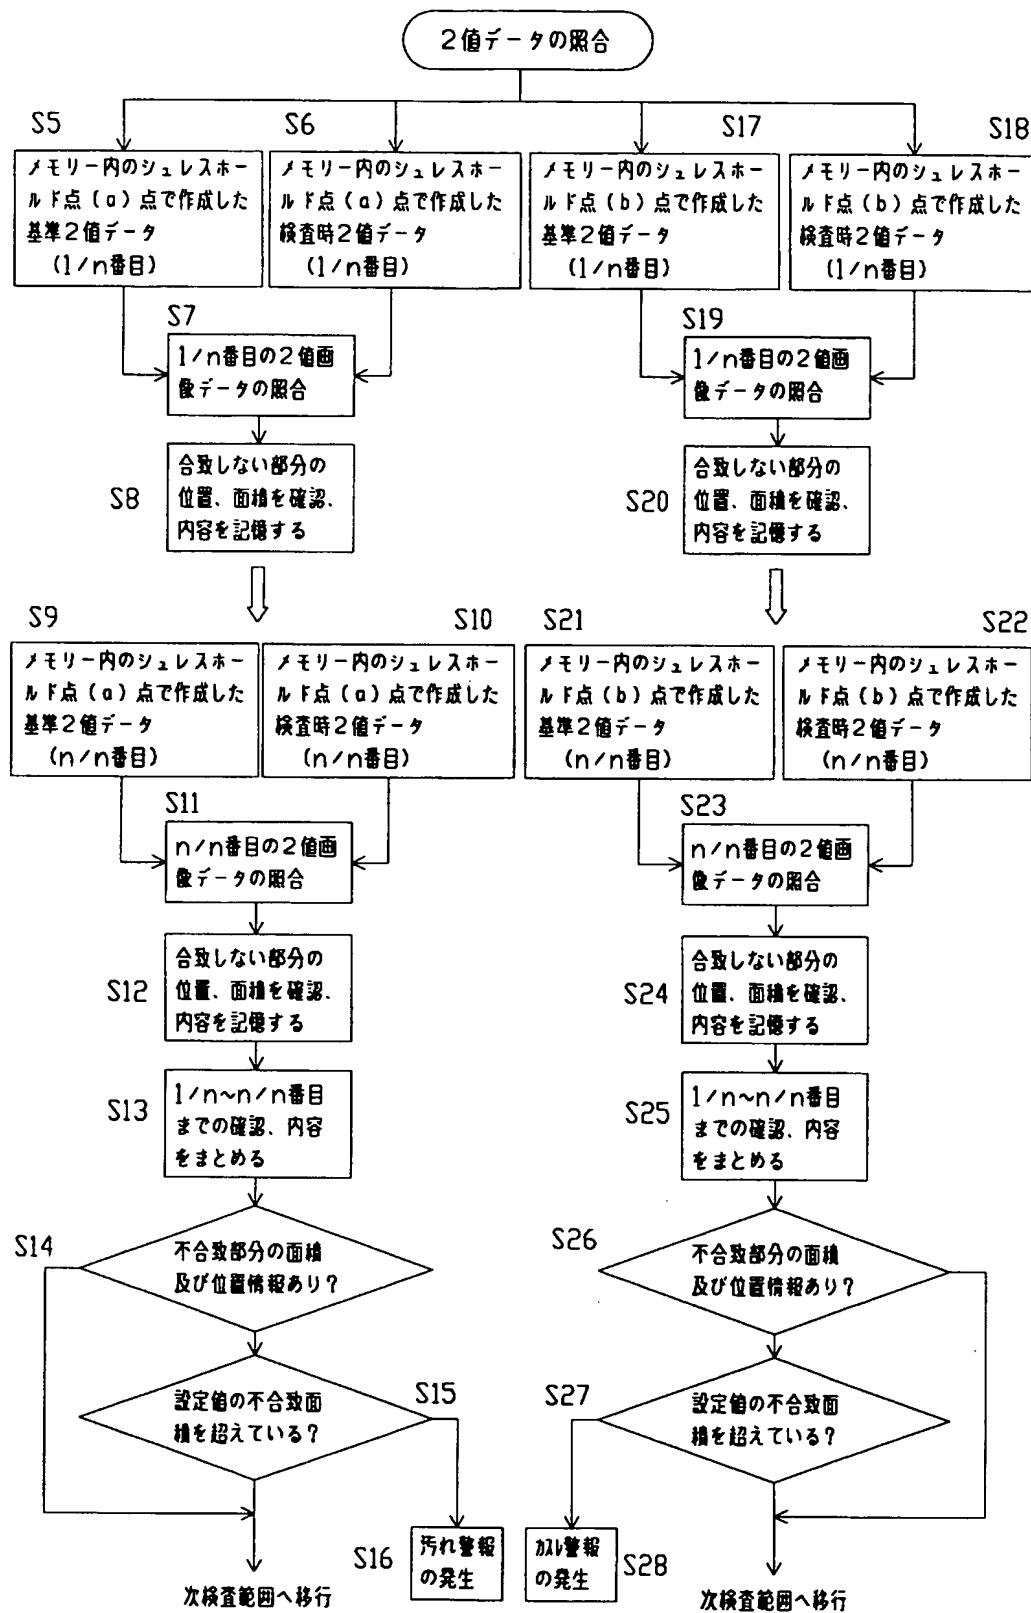 2値データの照合
S5
メモリー内のシュレスホー
ルド点(a)点で作成した
基準2値データ
(1/n番目)
S6
メモリー内のシュレスホー
ルド点(a)点で作成した
検査時2値データ
(1/n番目)
S17
メモリー内のシュレスホー
ルド点(b)点で作成した
基準2値データ
(1/n番目)
S18
メモリー内のシュレスホー
ルド点(b)点で作成した
検査時2値データ
(1/n番目)
S7
1/n番目の2値画
像データの照合
S19
1/n番目の2値画
像データの照合
S8
合致しない部分の
位置、面積を確認、
内容を記憶する
S20
合致しない部分の
位置、面積を確認、
内容を記憶する
S9
メモリー内のシュレスホー
ルド点(a)点で作成した
基準2値データ
(n/n番目)
S10
メモリー内のシュレスホー
ルド点(a)点で作成した
検査時2値データ
(n/n番目)
S21
メモリー内のシュレスホー
ルド点(b)点で作成した
基準2値データ
(n/n番目)
S22
メモリー内のシュレスホー
ルド点(b)点で作成した
検査時2値データ
(n/n番目)
S11
n/n番目の2値画
像データの照合
S23
n/n番目の2値画
像データの照合
S12
合致しない部分の
位置、面積を確認、
内容を記憶する
S24
合致しない部分の
位置、面積を確認、
内容を記憶する
S13
1/n~n/n番目
までの確認、内容
をまとめる
S25
1/n~n/n番目
までの確認、内容
をまとめる
S14
不合致部分の面積
及び位置情報あり?
S26
不合致部分の面積
及び位置情報あり?
S15
設定値の不合致面
積を超えている?
S27
設定値の不合致面
積を超えている?
S16
汚れ警報
の発生
カスレ警報
の発生
S28
次検査範囲へ移行
次検査範囲へ移行